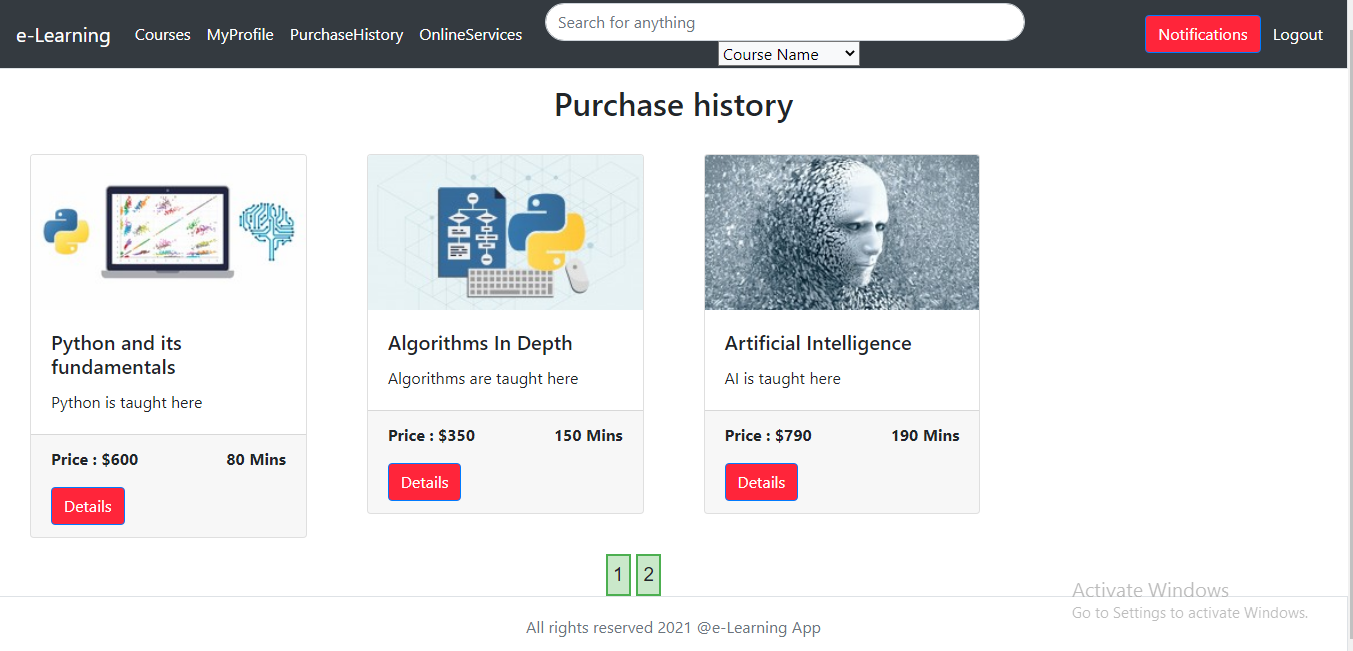 e-Learning Courses MyProfile PurchaseHistory OnlineServices Search for anything Notifications Logout
Course Name
Purchase history
Python and its
fundamentals
Python is taught here
Price : $600 80 Mins
Details
Algorithms In Depth
Algorithms are taught here
Price : $350 150 Mins
Details
Artificial Intelligence
AI is taught here
Price : $790 190 Mins
Details
1 2
Activate Windows
Go to Settings to activate Windows.
All rights reserved 2021 @e-Learning App